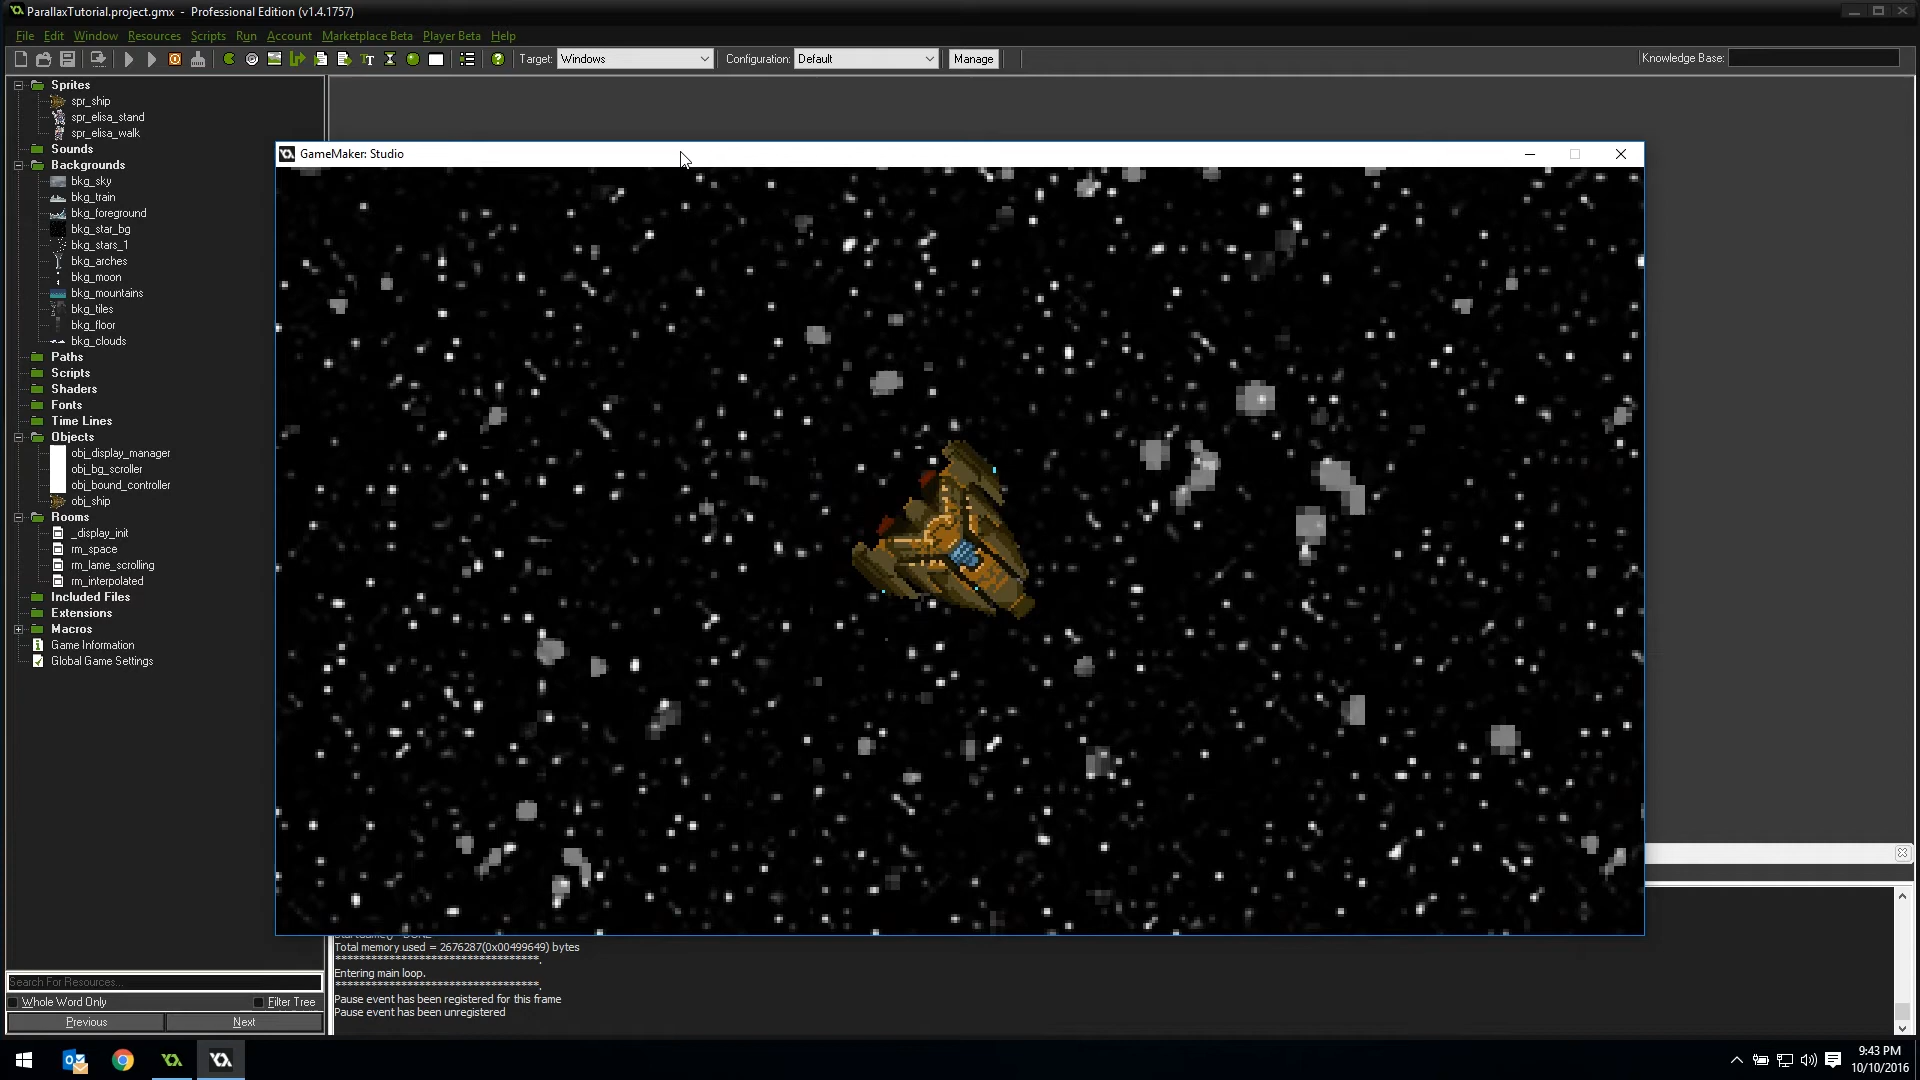 ParallaxTutorial.project.gmx - Professional Edition (v1.4.1757)
File Edit Window Resources Scripts Run Account Marketplace Beta Player Beta Help
Target: Windows Configuration: Default Manage Knowledge Base:
Sprites
spr_ship
spr_elisa_stand
spr_elisa_walk
Sounds
Backgrounds
bkg_sky
bkg_train
bkg_foreground
bkg_star_bg
bkg_stars_1
bkg_arches
bkg_moon
bkg_mountains
bkg_tiles
bkg_floor
bkg_clouds
Paths
Scripts
Shaders
Fonts
Time Lines
Objects
obj_display_manager
obj_bg_scroller
obj_bound_controller
obj_ship
Rooms
_display_init
rm_space
rm_lame_scrolling
rm_interpolated
Included Files
Extensions
Macros
Game Information
Global Game Settings
Search For Resources...
Whole Word Only Filter Tree
Previous Next
GameMaker: Studio
Total memory used = 2676287(0x00499649) bytes
*********************************.
Entering main loop.
*********************************.
Pause event has been registered for this frame
Pause event has been unregistered
9:43 PM
10/10/2016